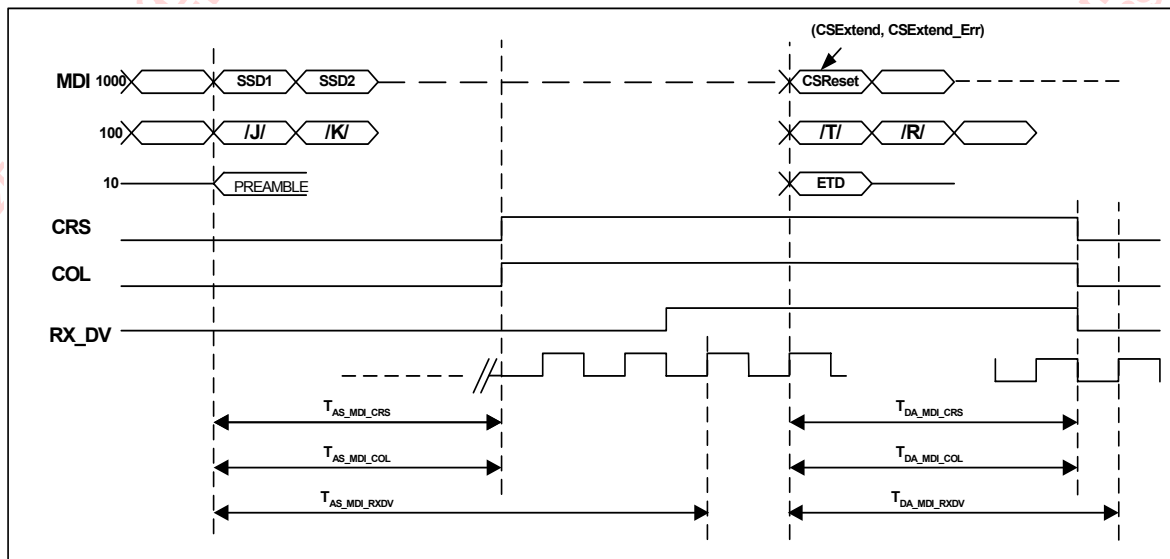 (CSExtend, CSExtend_Err)
MDI 1000 SSD1 SSD2 CSReset
100 /J/ /K/ /T/ /R/
10 PREAMBLE ETD
CRS
COL
RX_DV
TAS_MDI_CRS TDA_MDI_CRS
TAS_MDI_COL TDA_MDI_COL
TAS_MDI_RXDV TDA_MDI_RXDV